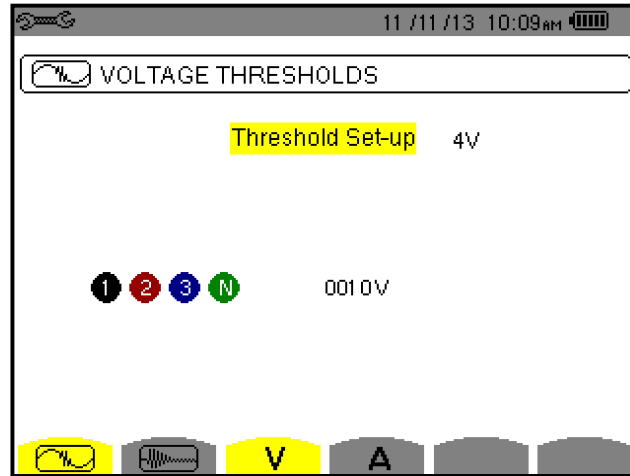 11 /11 /13 10:09AM
VOLTAGE THRESHOLDS
Threshold Set-up 4V
1 2 3 N 0010V
V A